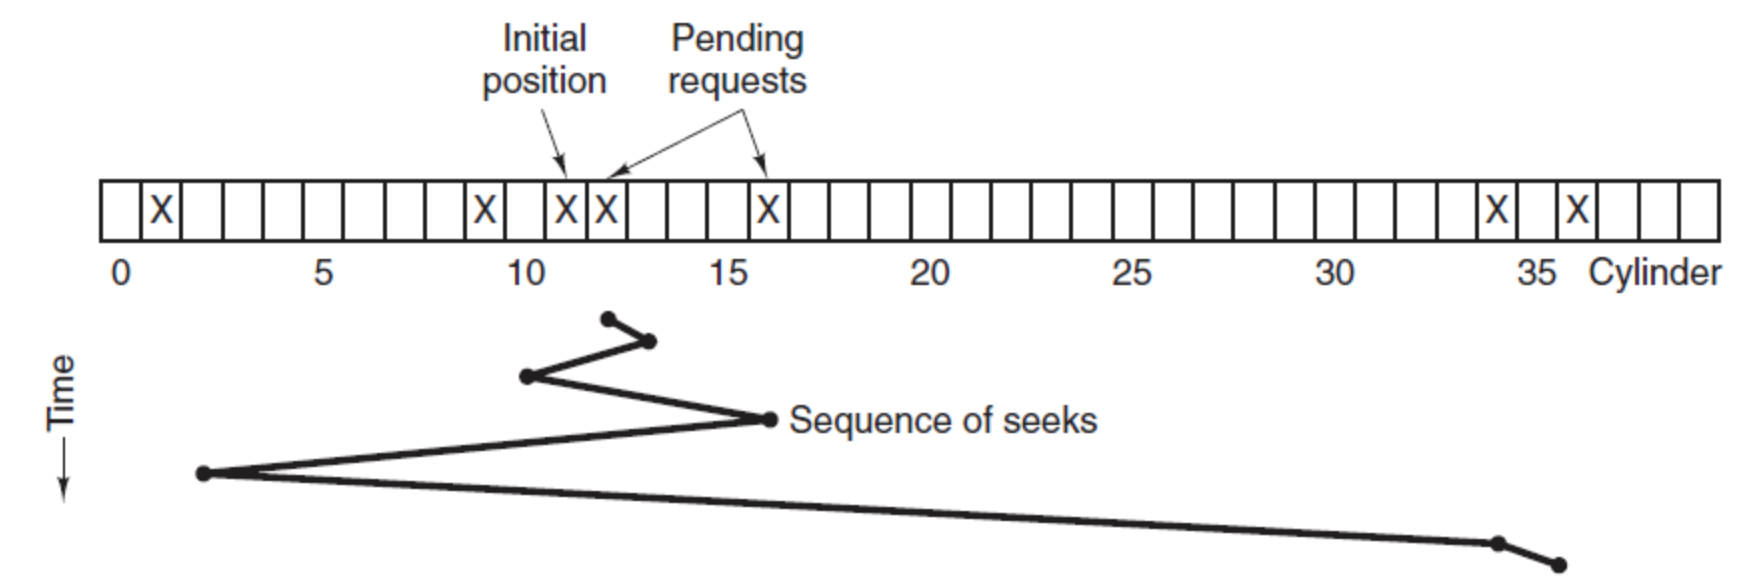 Initial
position
Pending
requests
X X X X X X X
0 5 10 15 20 25 30 35 Cylinder
Time
Sequence of seeks